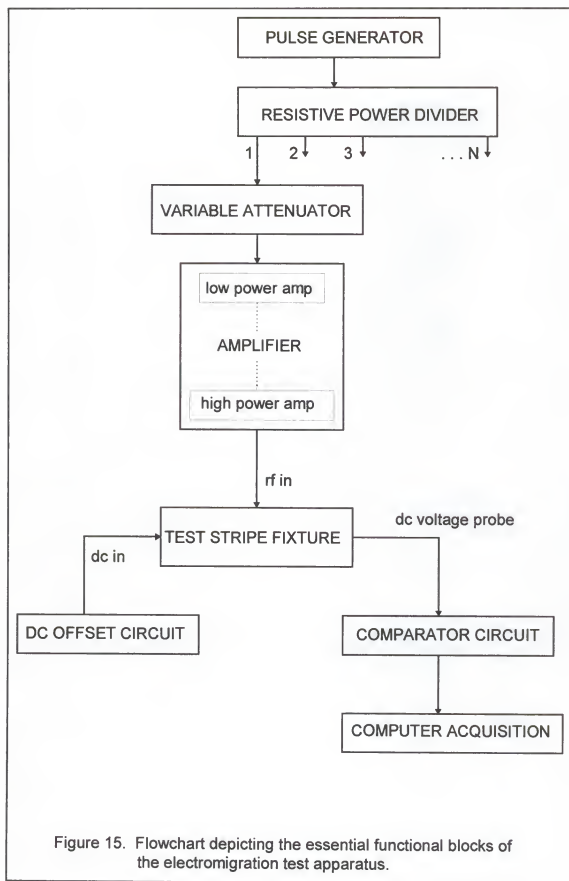 PULSE GENERATOR
RESISTIVE POWER DIVIDER
1 2 3 . . . N
VARIABLE ATTENUATOR
low power amp
AMPLIFIER
high power amp
rf in
TEST STRIPE FIXTURE
dc voltage probe
dc in
DC OFFSET CIRCUIT
COMPARATOR CIRCUIT
COMPUTER ACQUISITION
Figure 15. Flowchart depicting the essential functional blocks of
the electromigration test apparatus.